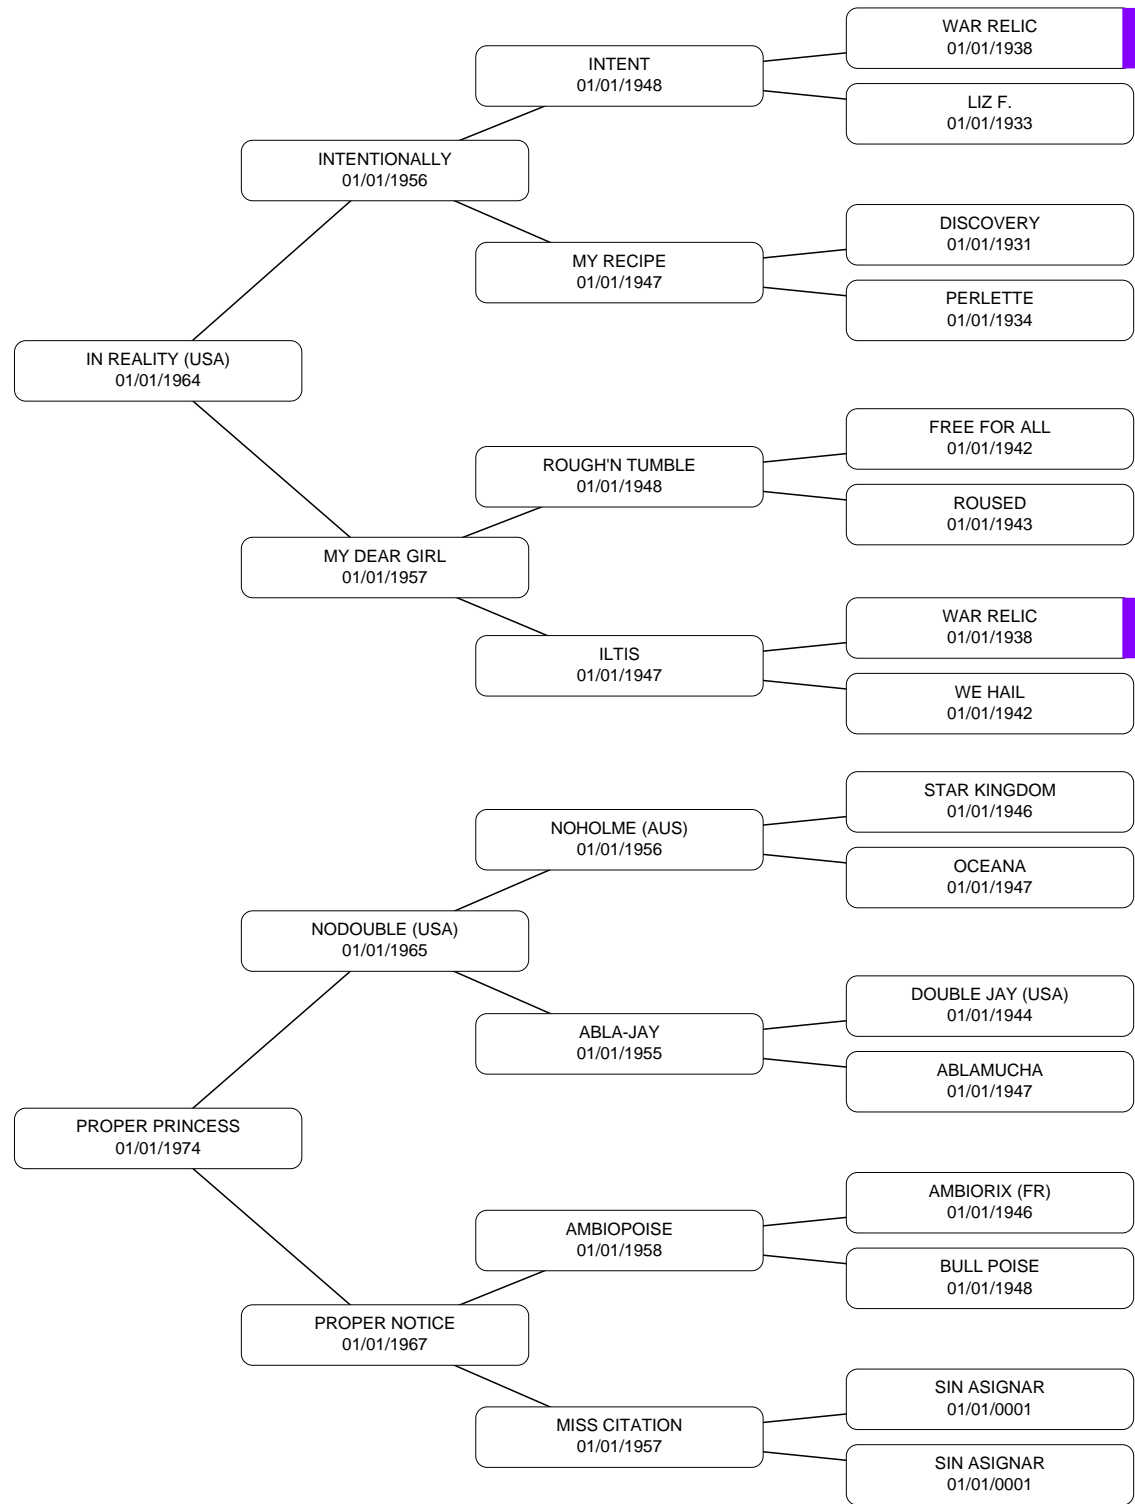 WAR RELIC
01/01/1938
INTENT
01/01/1948
LIZ F.
01/01/1933
INTENTIONALLY
01/01/1956
DISCOVERY
01/01/1931
MY RECIPE
01/01/1947
PERLETTE
01/01/1934
IN REALITY (USA)
01/01/1964
FREE FOR ALL
01/01/1942
ROUGH'N TUMBLE
01/01/1948
ROUSED
01/01/1943
MY DEAR GIRL
01/01/1957
WAR RELIC
01/01/1938
ILTIS
01/01/1947
WE HAIL
01/01/1942
STAR KINGDOM
01/01/1946
NOHOLME (AUS)
01/01/1956
OCEANA
01/01/1947
NODOUBLE (USA)
01/01/1965
DOUBLE JAY (USA)
01/01/1944
ABLA-JAY
01/01/1955
ABLAMUCHA
01/01/1947
PROPER PRINCESS
01/01/1974
AMBIORIX (FR)
01/01/1946
AMBIOPOISE
01/01/1958
BULL POISE
01/01/1948
PROPER NOTICE
01/01/1967
SIN ASIGNAR
01/01/0001
MISS CITATION
01/01/1957
SIN ASIGNAR
01/01/0001